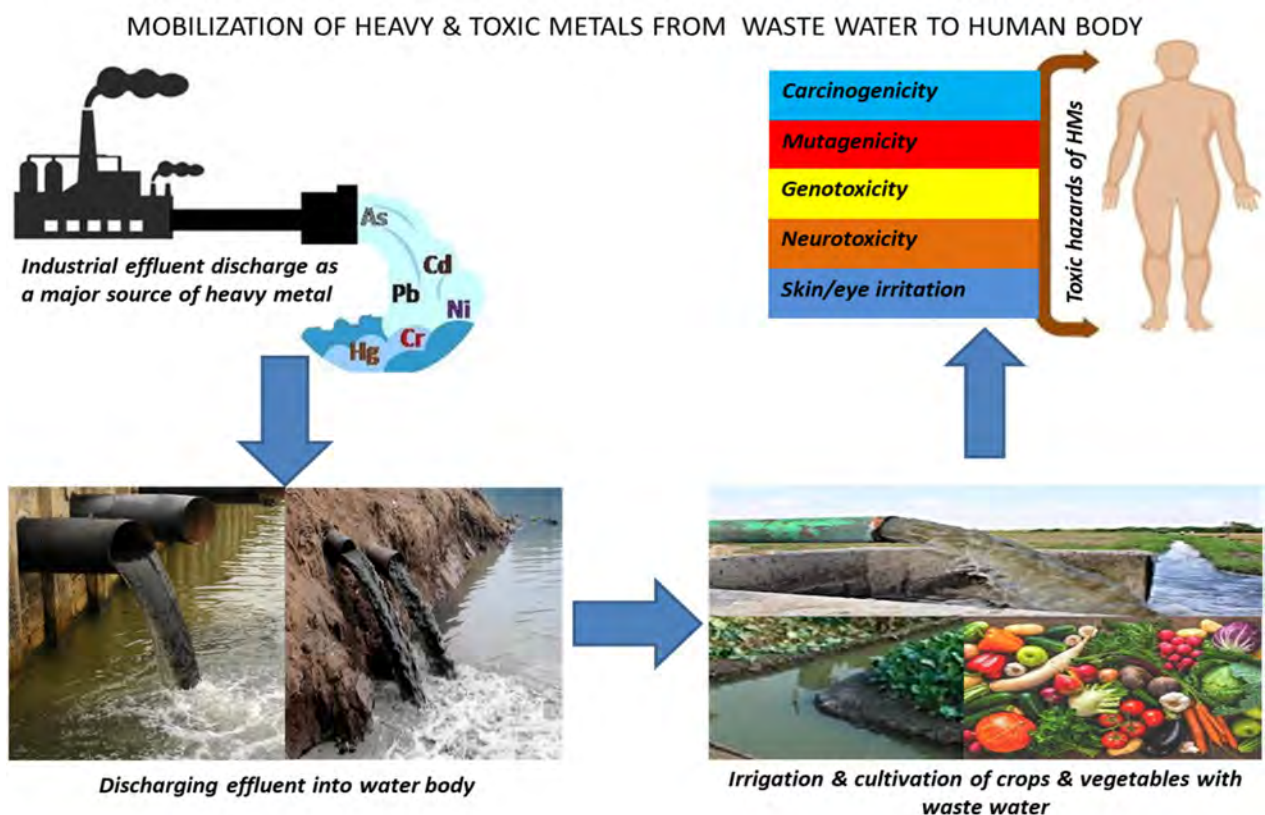 MOBILIZATION OF HEAVY & TOXIC METALS FROM WASTE WATER TO HUMAN BODY
As
Cd
Pb
Ni
Cr
Hg
Industrial effluent discharge as
a major source of heavy metal
Carcinogenicity
Mutagenicity
Genotoxicity
Neurotoxicity
Skin/eye irritation
Toxic hazards of HMs
Discharging effluent into water body
Irrigation & cultivation of crops & vegetables with
waste water